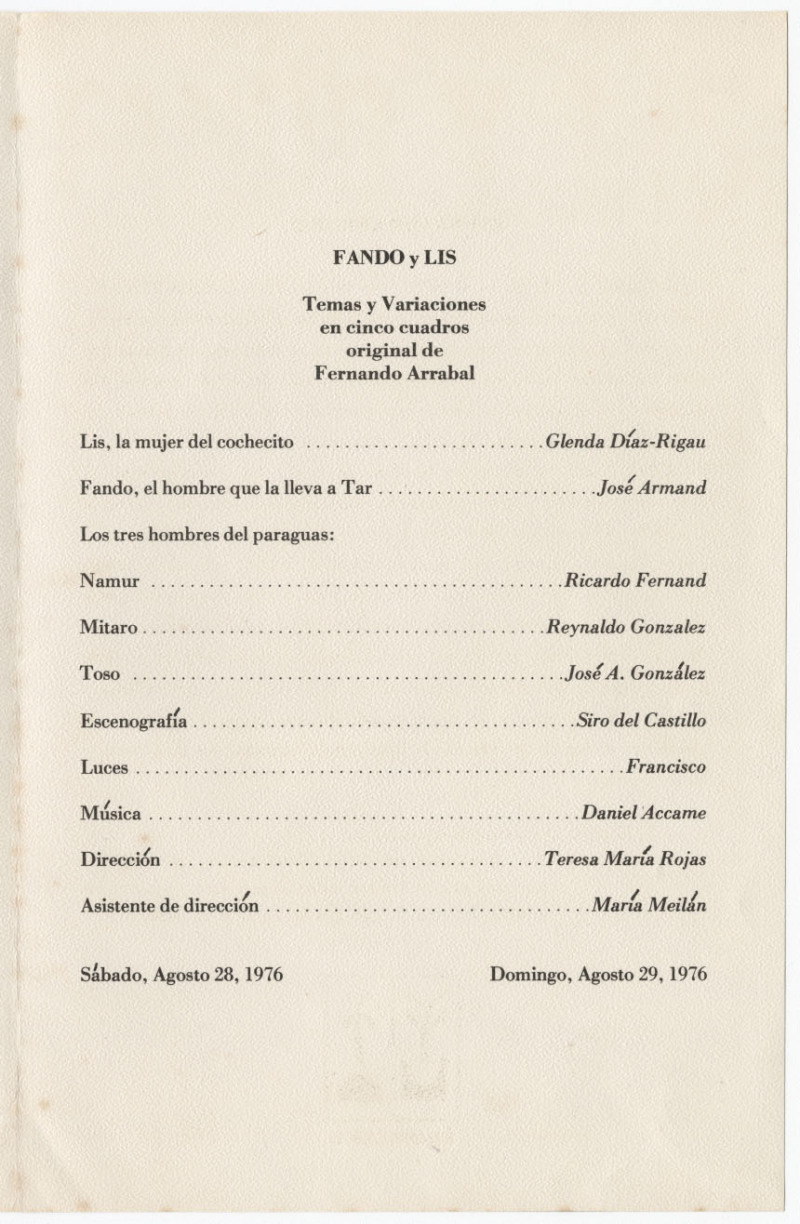 FANDO y LIS
Temas y Variaciones
en cinco cuadros
original de
Fernando Arrabal
Lis, la mujer del cochecito ......................... Glenda Díaz-Rigau
Fando, el hombre que la lleva a Tar ....................... José Armand
Los tres hombres del paraguas:
Namur ........................................... Ricardo Fernand
Mitaro .......................................... Reynaldo Gonzalez
Toso ............................................. José A. González
Escenografía ........................................ Siro del Castillo
Luces ................................................... Francisco
Música ............................................. Daniel Accame
Dirección ....................................... Teresa María Rojas
Asistente de dirección .................................. María Meilán
Sábado, Agosto 28, 1976 Domingo, Agosto 29, 1976